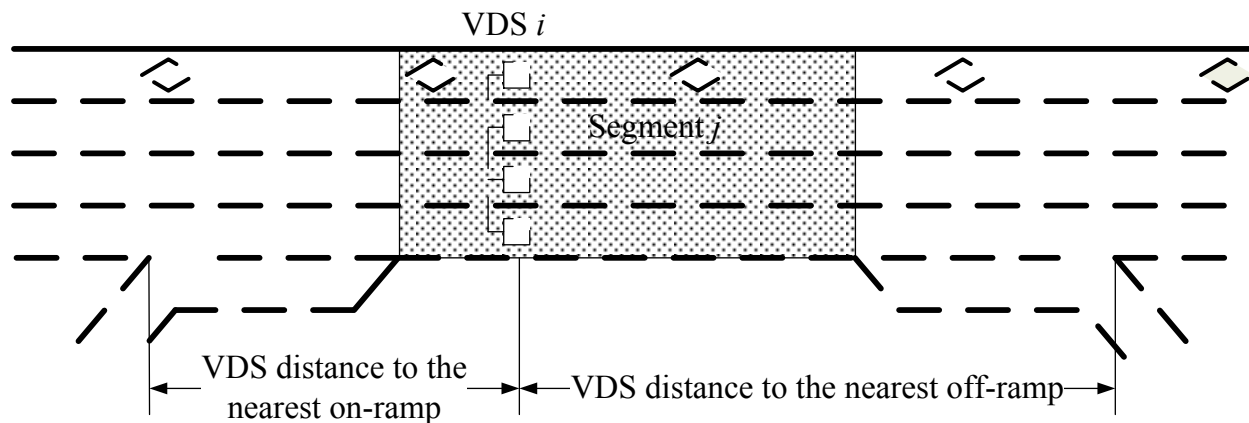 VDS i
Segment j
VDS distance to the
nearest on-ramp
VDS distance to the nearest off-ramp